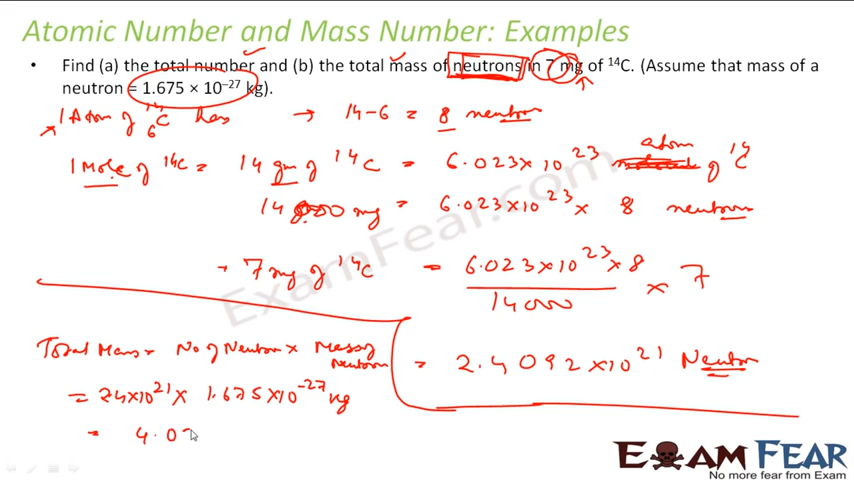 Atomic Number and Mass Number: Examples
• Find (a) the total number and (b) the total mass of neutrons in 7 mg of ¹⁴C. (Assume that mass of a
neutron = 1.675 × 10⁻²⁷ kg).
1 Atom of ¹⁴₆C has → 14-6 = 8 neutron
1 Mole of ¹⁴C = 14 gm of ¹⁴C = 6.023×10²³ atom of ¹⁴C
14000 mg = 6.023×10²³ × 8 neutron
7 mg of ¹⁴C = 6.023×10²³×8 / 14000 × 7
= 2.4092×10²¹ Neutron
Total Mass = No of Neutron × Mass of neutron
= 24×10²¹ × 1.675×10⁻²⁷ kg
= 4.0
ExamFear.com
EXAM FEAR
No more fear from Exam